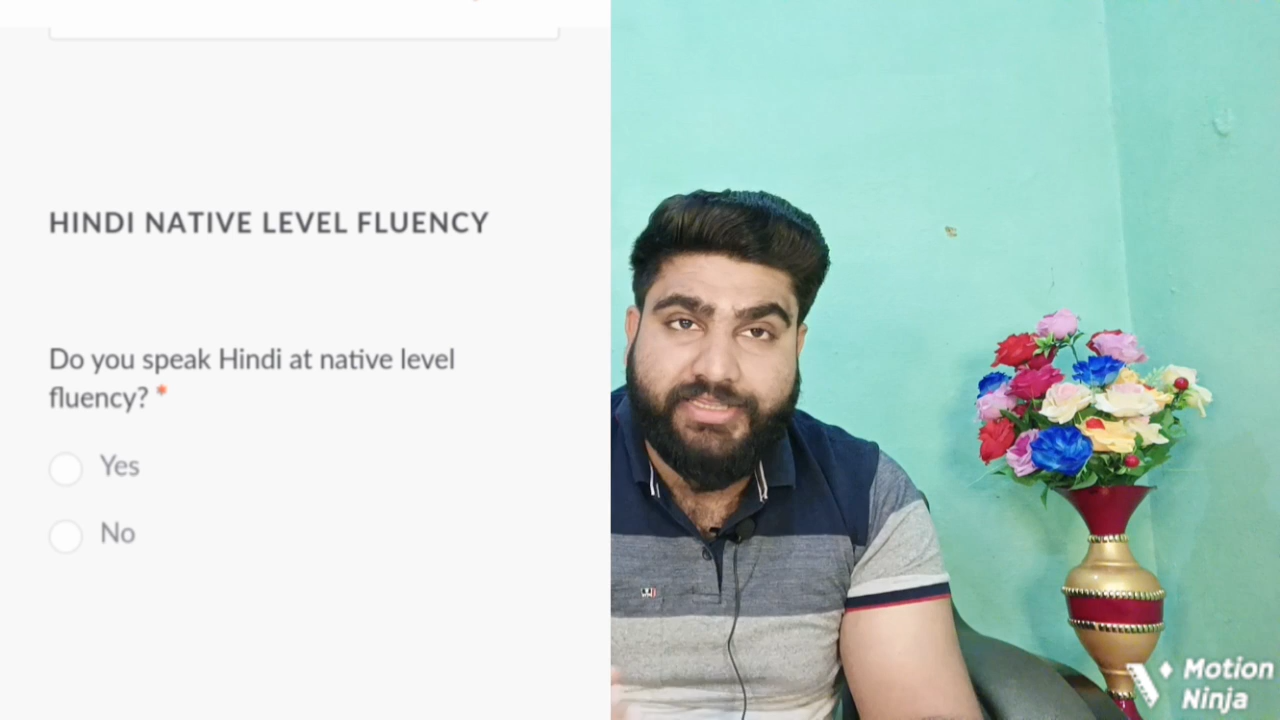 HINDI NATIVE LEVEL FLUENCY
Do you speak Hindi at native level
fluency? *
Yes
No
Motion
Ninja